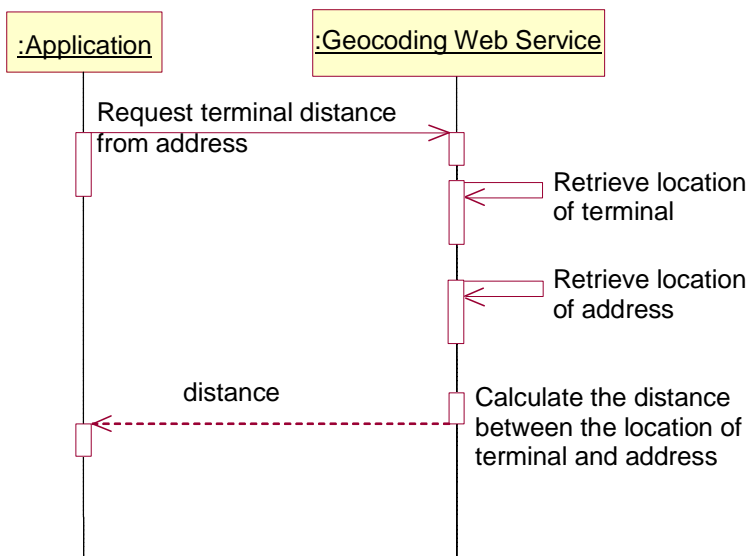 :Application
:Geocoding Web Service
Request terminal distance
from address
Retrieve location
of terminal
Retrieve location
of address
distance
Calculate the distance
between the location of
terminal and address